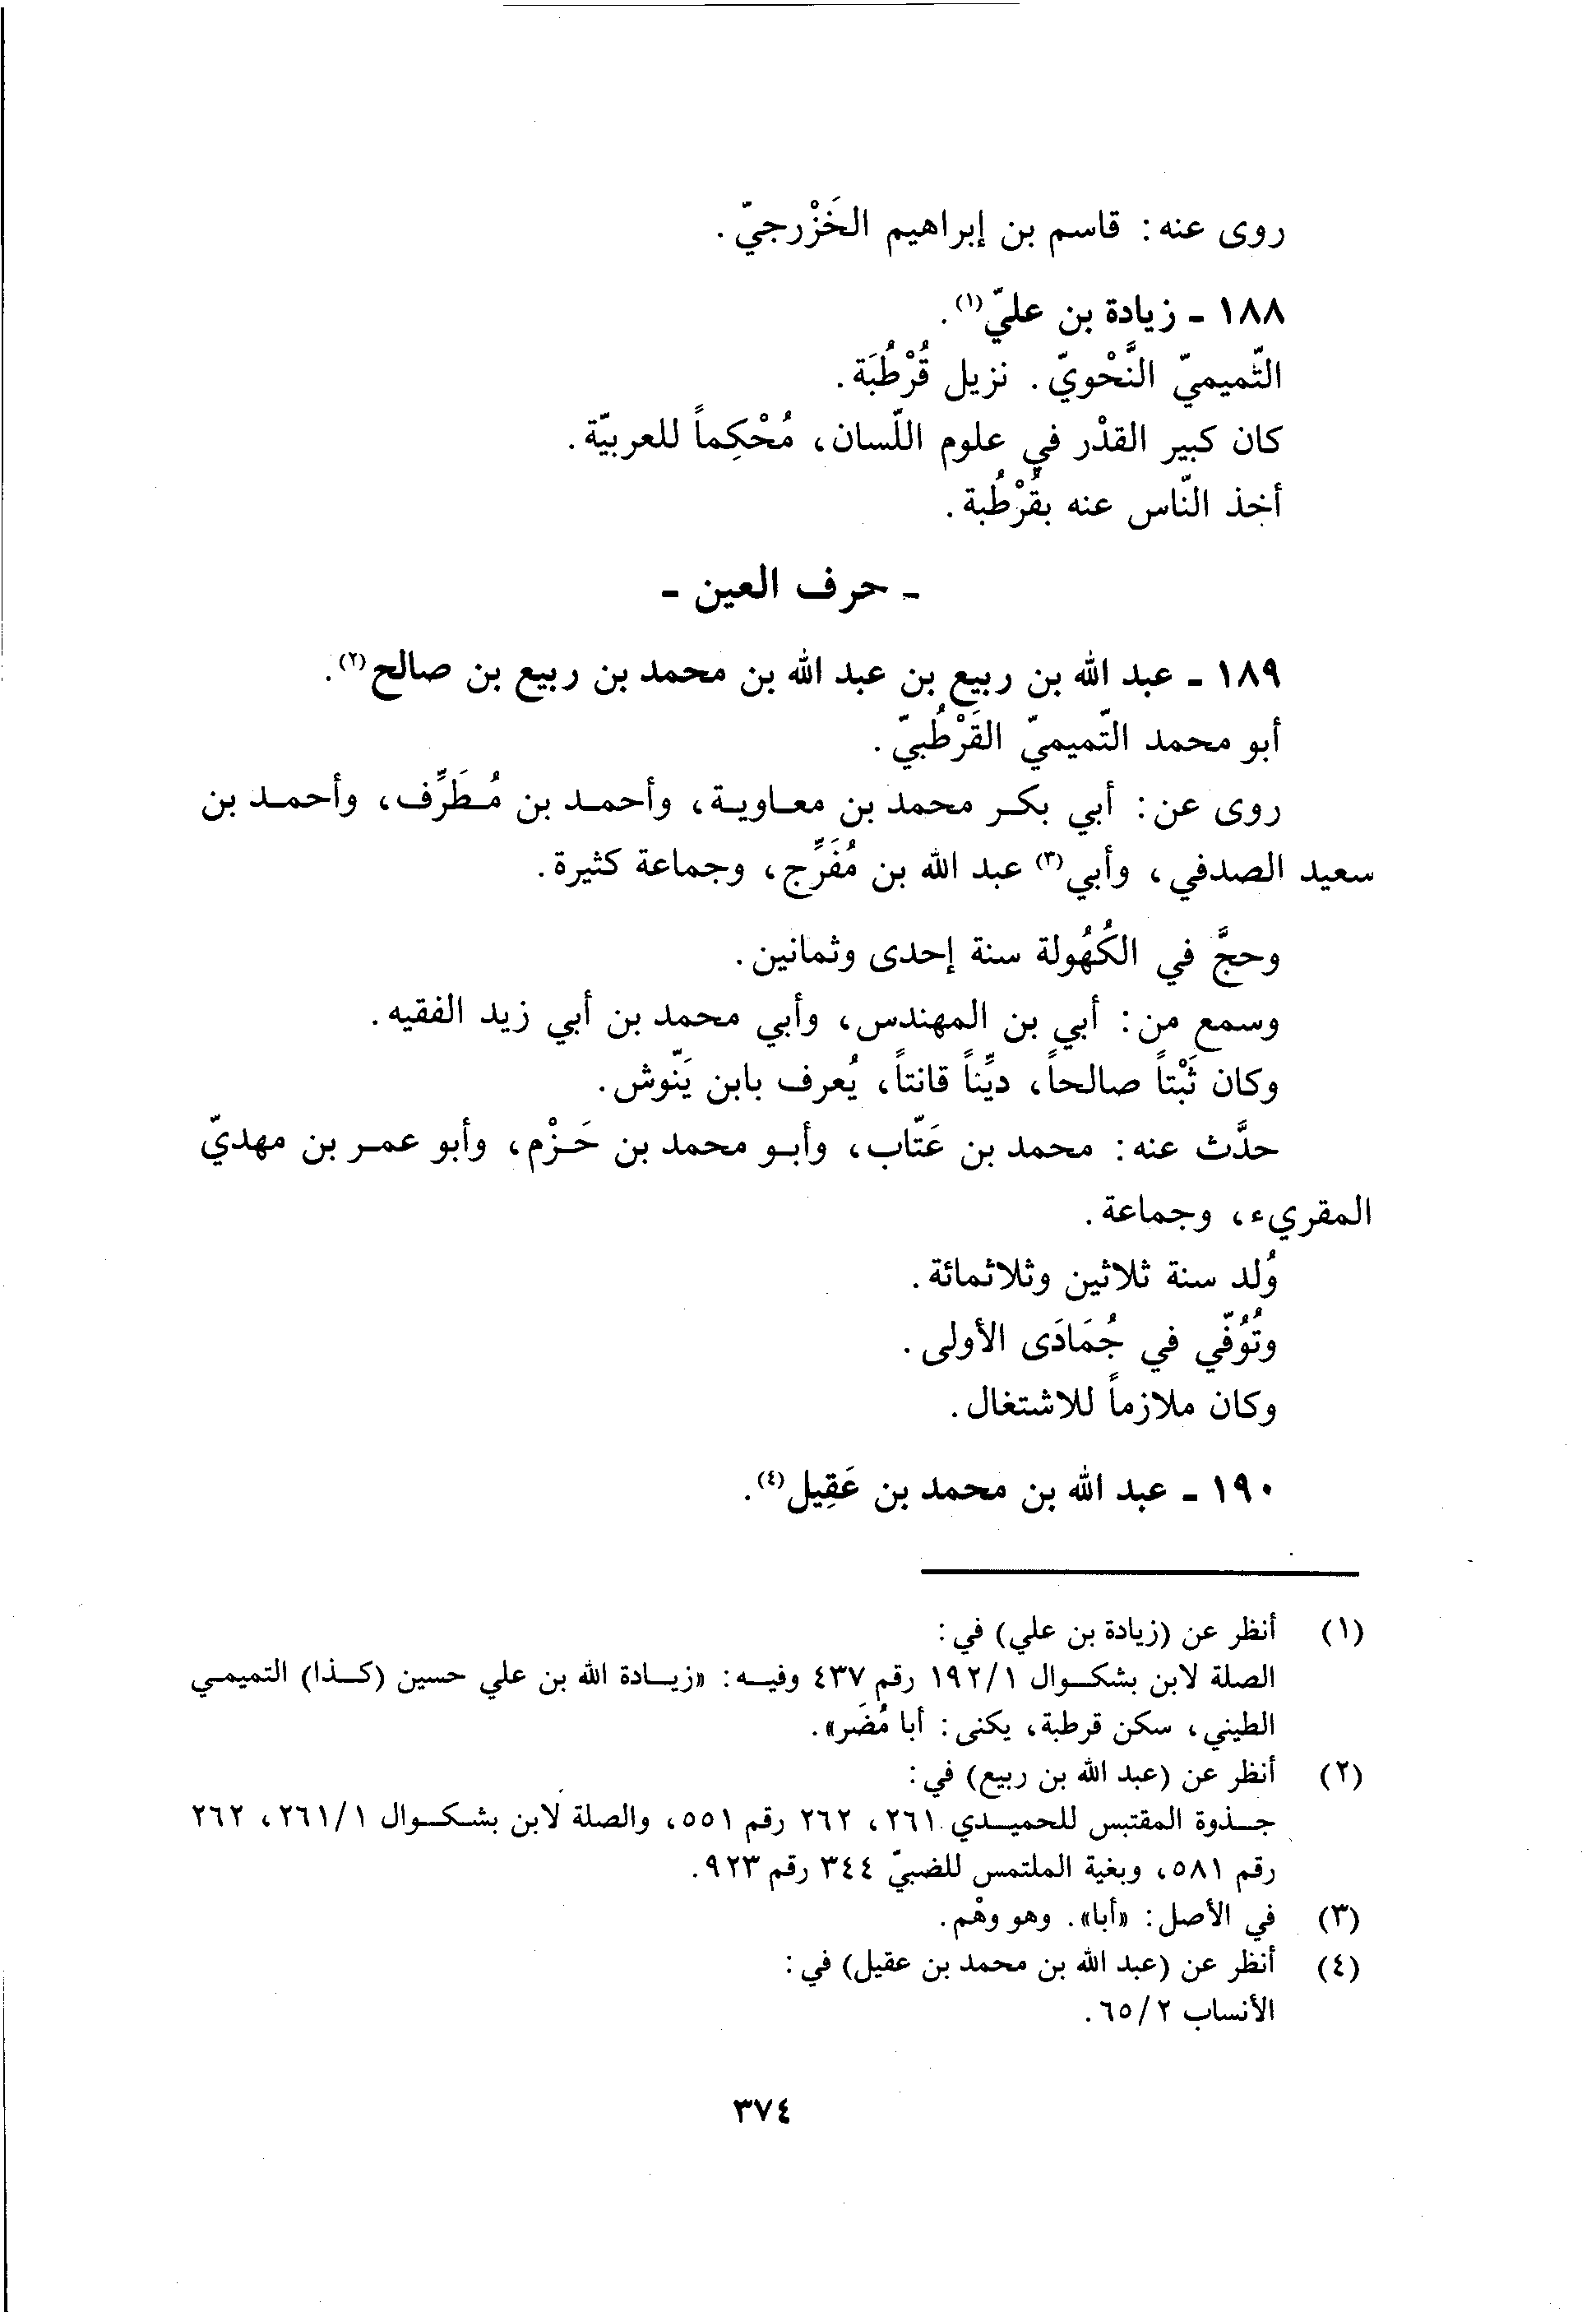 روى عنه: قاسم بن إبراهيم الخَزْرجيّ.
١٨٨ - زيادة بن عليّ(١).
التّميميّ النَّحْويّ. نزيل قُرْطُبَة.
كان كبير القدْر في علوم اللّسان، مُحْكِماً للعربيّة.
أخذ النّاس عنه بقُرْطُبة.
- حرف العين -
١٨٩ - عبد الله بن ربيع بن عبد الله بن محمد بن ربيع بن صالح(٢).
أبو محمد التّميميّ القَرْطُبيّ.
روى عن: أبي بكر محمد بن معاوية، وأحمد بن مُطَرِّف، وأحمد بن
سعيد الصدفي، وأبي(٣) عبد الله بن مُفَرِّج، وجماعة كثيرة.
وحجَّ في الكُهُولة سنة إحدى وثمانين.
وسمع من: أبي بن المهندس، وأبي محمد بن أبي زيد الفقيه.
وكان ثَبْتاً صالحاً، ديِّناً قانتاً، يُعرف بابن يَنّوش.
حدَّث عنه: محمد بن عَتّاب، وأبو محمد بن حَزْم، وأبو عمر بن مهديّ
المقريء، وجماعة.
وُلد سنة ثلاثين وثلاثمائة.
وتُوُفّي في جُمَادَى الأولى.
وكان ملازماً للاشتغال.
١٩٠ - عبد الله بن محمد بن عَقِيل(٤).
(١) أنظر عن (زيادة بن علي) في:
الصلة لابن بشكوال ١/١٩٢ رقم ٤٣٧ وفيه: «زيادة الله بن علي حسين (كذا) التميمي
الطيني، سكن قرطبة، يكنى: أبا مُضَر».
(٢) أنظر عن (عبد الله بن ربيع) في:
جذوة المقتبس للحميدي ٢٦١، ٢٦٢ رقم ٥٥١، والصلة لابن بشكوال ١/٢٦١، ٢٦٢
رقم ٥٨١، وبغية الملتمس للضبيّ ٣٤٤ رقم ٩٢٣.
(٣) في الأصل: «أبا». وهو وهْم.
(٤) أنظر عن (عبد الله بن محمد بن عقيل) في:
الأنساب ٢/٦٥.
٣٧٤